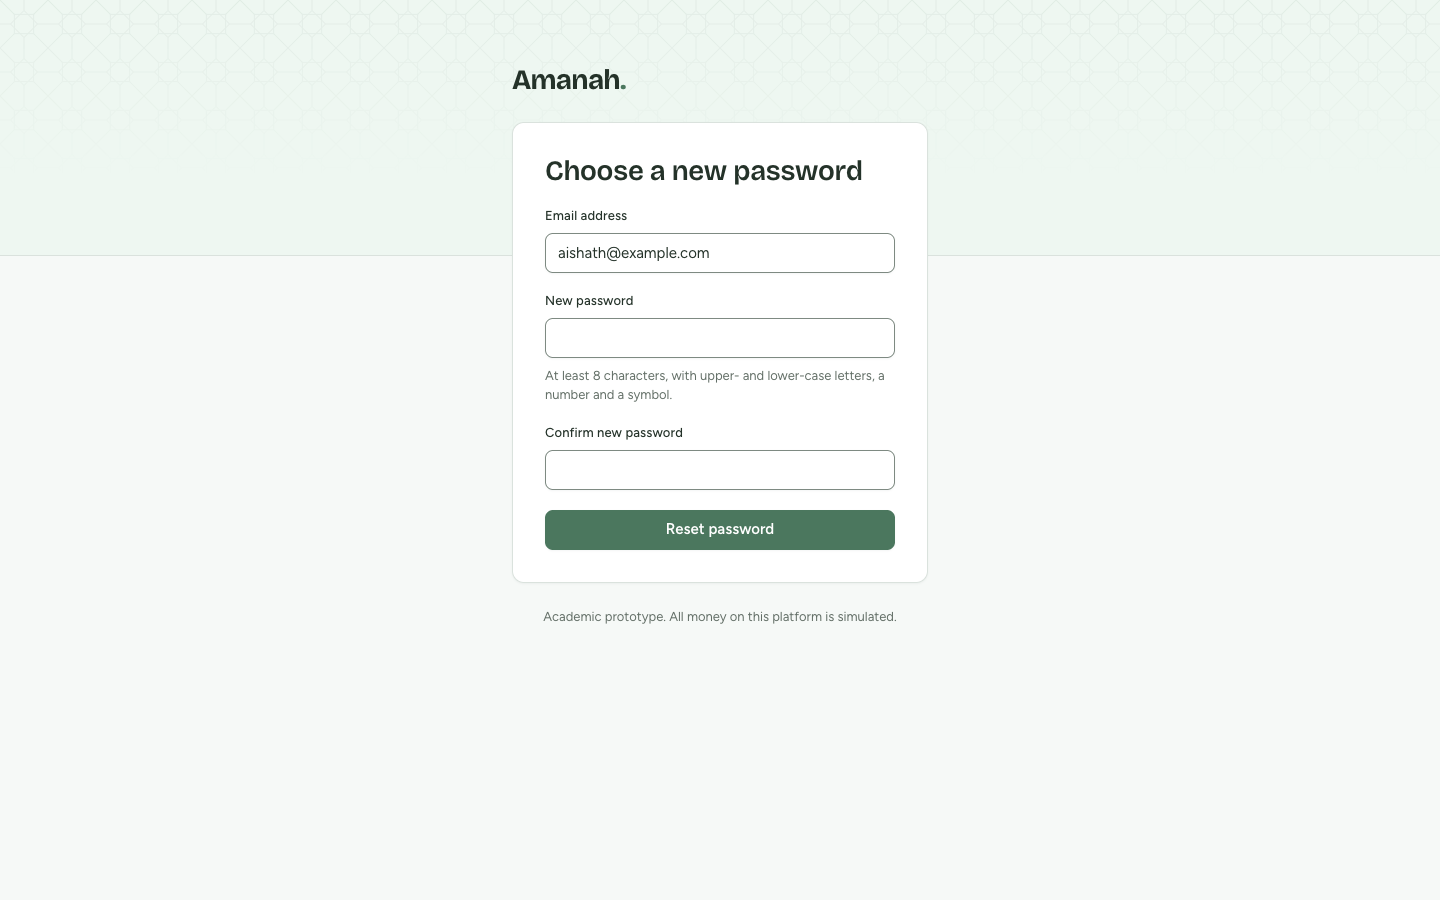 Amanah.
Choose a new password
Email address
aishath@example.com
New password
At least 8 characters, with upper- and lower-case letters, a
number and a symbol.
Confirm new password
Reset password
Academic prototype. All money on this platform is simulated.